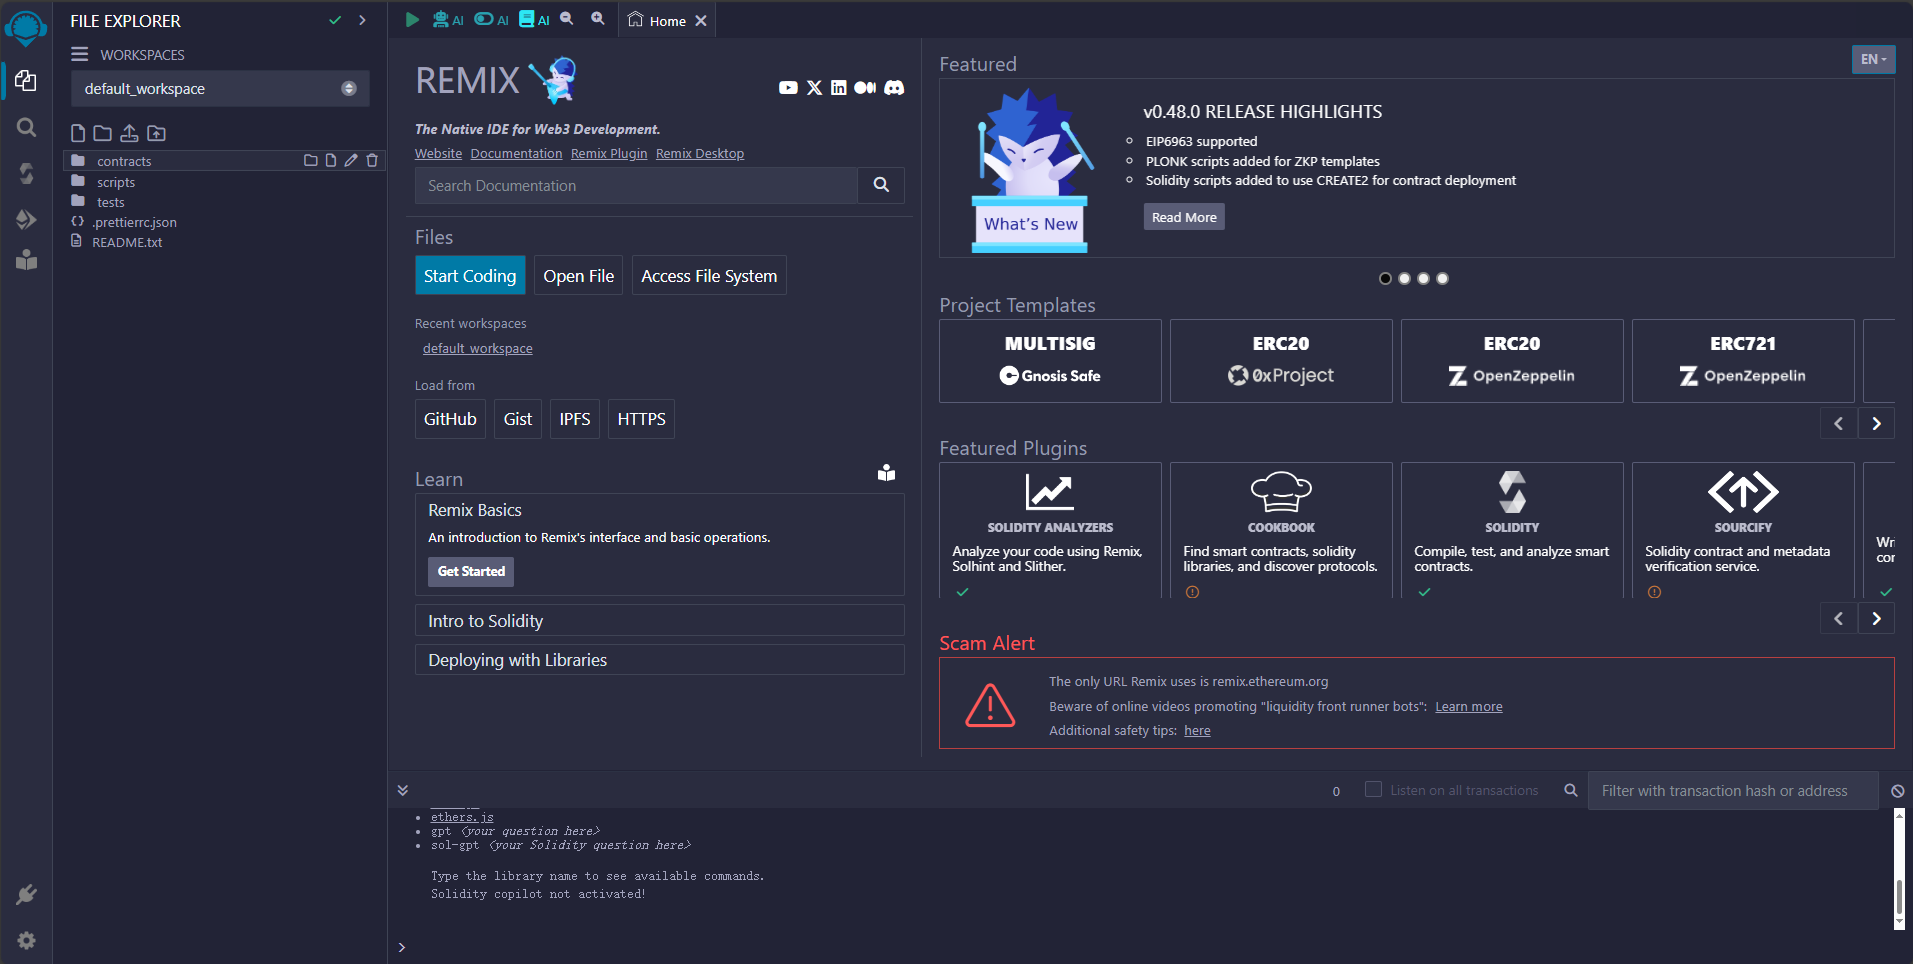 FILE EXPLORER
WORKSPACES
default_workspace
contracts
scripts
tests
.prettierrc.json
README.txt
AI
AI
AI
Home
REMIX
The Native IDE for Web3 Development.
Website Documentation Remix Plugin Remix Desktop
Search Documentation
Files
Start Coding Open File Access File System
Recent workspaces
default workspace
Load from
GitHub Gist IPFS HTTPS
Learn
Remix Basics
An introduction to Remix's interface and basic operations.
Get Started
Intro to Solidity
Deploying with Libraries
Featured
EN
What's New
v0.48.0 RELEASE HIGHLIGHTS
EIP6963 supported
PLONK scripts added for ZKP templates
Solidity scripts added to use CREATE2 for contract deployment
Read More
Project Templates
MULTISIG
Gnosis Safe
ERC20
0xProject
ERC20
OpenZeppelin
ERC721
OpenZeppelin
Featured Plugins
SOLIDITY ANALYZERS
Analyze your code using Remix,
Solhint and Slither.
COOKBOOK
Find smart contracts, solidity
libraries, and discover protocols.
SOLIDITY
Compile, test, and analyze smart
contracts.
SOURCIFY
Solidity contract and metadata
verification service.
Wri
con
Scam Alert
The only URL Remix uses is remix.ethereum.org
Beware of online videos promoting "liquidity front runner bots": Learn more
Additional safety tips: here
0 Listen on all transactions Filter with transaction hash or address
ethers.js
gpt <your question here>
sol-gpt <your Solidity question here>
Type the library name to see available commands.
Solidity copilot not activated!
>